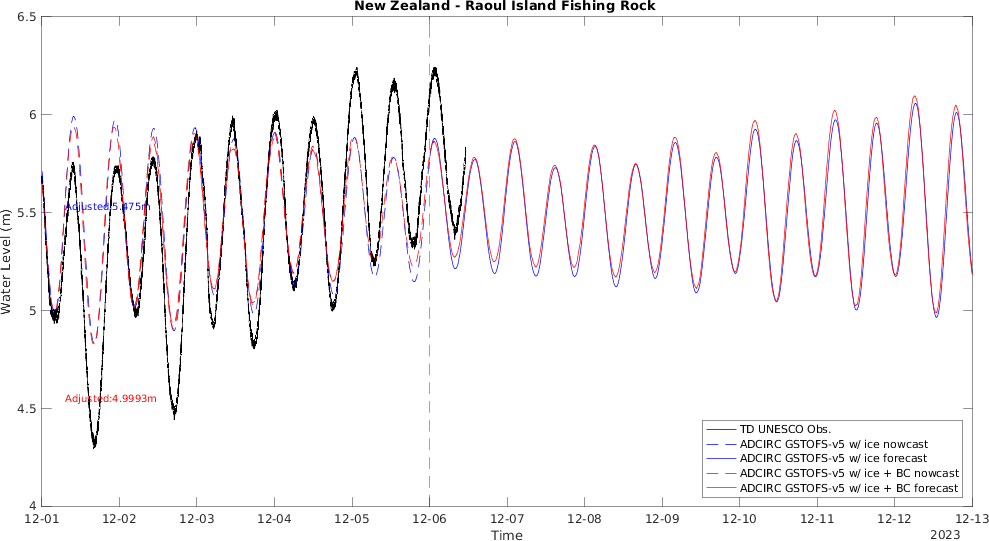 New Zealand - Raoul Island Fishing Rock
Water Level (m)
6.5
6
5.5
5
4.5
4
Adjusted:5.475m
Adjusted:4.9993m
TD UNESCO Obs.
ADCIRC GSTOFS-v5 w/ ice nowcast
ADCIRC GSTOFS-v5 w/ ice forecast
ADCIRC GSTOFS-v5 w/ ice + BC nowcast
ADCIRC GSTOFS-v5 w/ ice + BC forecast
12-01 12-02 12-03 12-04 12-05 12-06 12-07 12-08 12-09 12-10 12-11 12-12 12-13
Time
2023